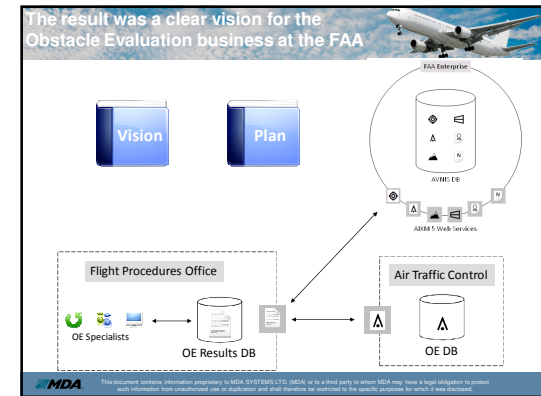 The result was a clear vision for the
Obstacle Evaluation business at the FAA
FAA Enterprise
Vision
Plan
AVNIS DB
AIXM 5 Web Services
Flight Procedures Office
Air Traffic Control
OE Specialists
OE Results DB
OE DB
MDA
This document contains information proprietary to MDA SYSTEMS LTD. (MDA) or to a third party to whom MDA may have a legal obligation to protect
such information from unauthorized use or duplication and shall therefore be restricted to the specific purposes for which it was disclosed.